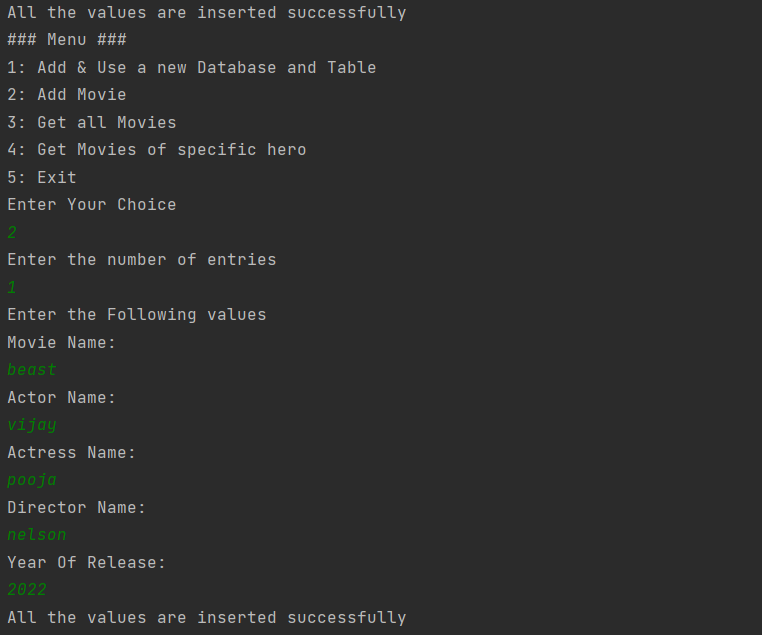 All the values are inserted successfully
### Menu ###
1: Add & Use a new Database and Table
2: Add Movie
3: Get all Movies
4: Get Movies of specific hero
5: Exit
Enter Your Choice
2
Enter the number of entries
1
Enter the Following values
Movie Name:
beast
Actor Name:
vijay
Actress Name:
pooja
Director Name:
nelson
Year Of Release:
2022
All the values are inserted successfully